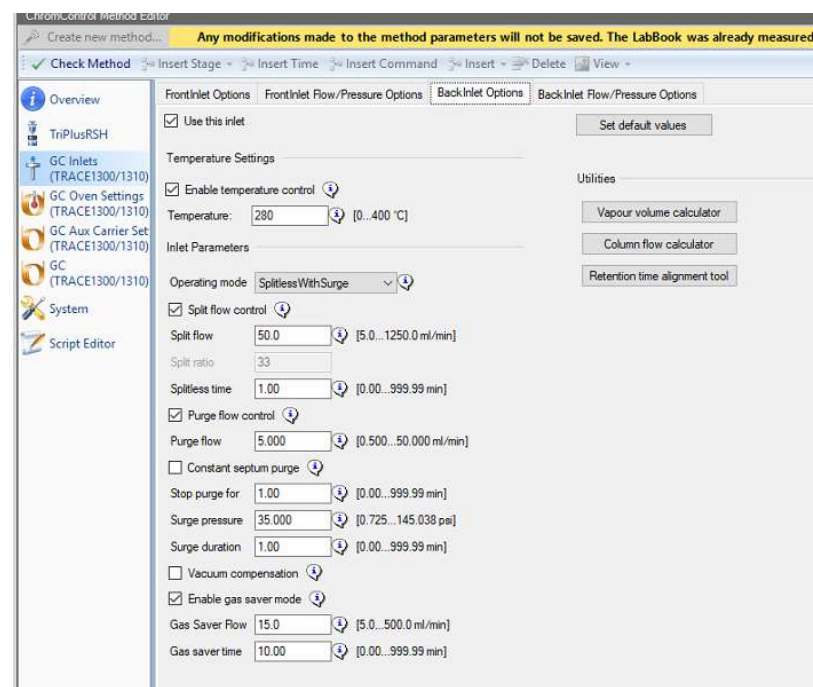 ChromControl Method Editor
Create new method...
Any modifications made to the method parameters will not be saved. The LabBook was already measured
Check Method Insert Stage Insert Time Insert Command Insert Delete View
Overview
TriPlusRSH
GC Inlets
(TRACE1300/1310)
GC Oven Settings
(TRACE1300/1310)
GC Aux Carrier Set
(TRACE1300/1310)
GC
(TRACE1300/1310)
System
Script Editor
FrontInlet Options FrontInlet Flow/Pressure Options BackInlet Options BackInlet Flow/Pressure Options
Use this inlet
Set default values
Temperature Settings
Enable temperature control
Temperature: 280 [0...400 °C]
Utilities
Vapour volume calculator
Column flow calculator
Retention time alignment tool
Inlet Parameters
Operating mode SplitlessWithSurge
Split flow control
Split flow 50.0 [5.0...1250.0 ml/min]
Split ratio 33
Splitless time 1.00 [0.00...999.99 min]
Purge flow control
Purge flow 5.000 [0.500...50.000 ml/min]
Constant septum purge
Stop purge for 1.00 [0.00...999.99 min]
Surge pressure 35.000 [0.725...145.038 psi]
Surge duration 1.00 [0.00...999.99 min]
Vacuum compensation
Enable gas saver mode
Gas Saver Flow 15.0 [5.0...500.0 ml/min]
Gas saver time 10.00 [0.00...999.99 min]